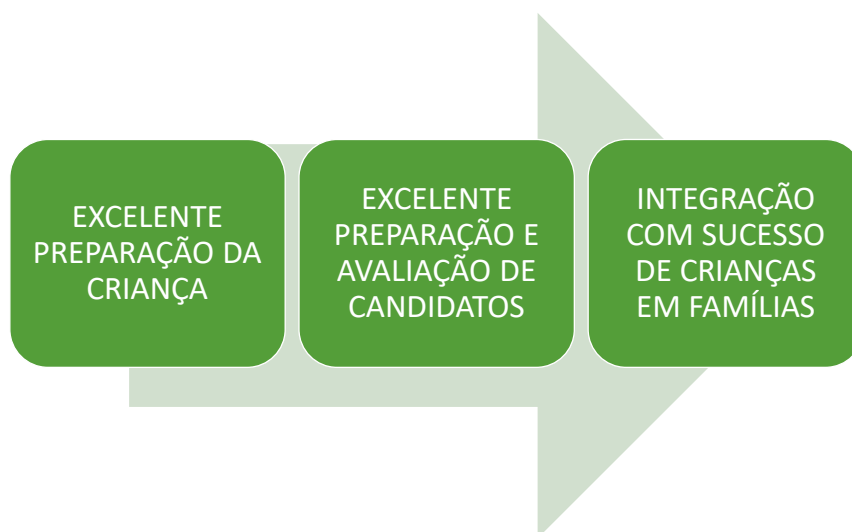 EXCELENTE
PREPARAÇÃO DA
CRIANÇA
EXCELENTE
PREPARAÇÃO E
AVALIAÇÃO DE
CANDIDATOS
INTEGRAÇÃO
COM SUCESSO
DE CRIANÇAS
EM FAMÍLIAS